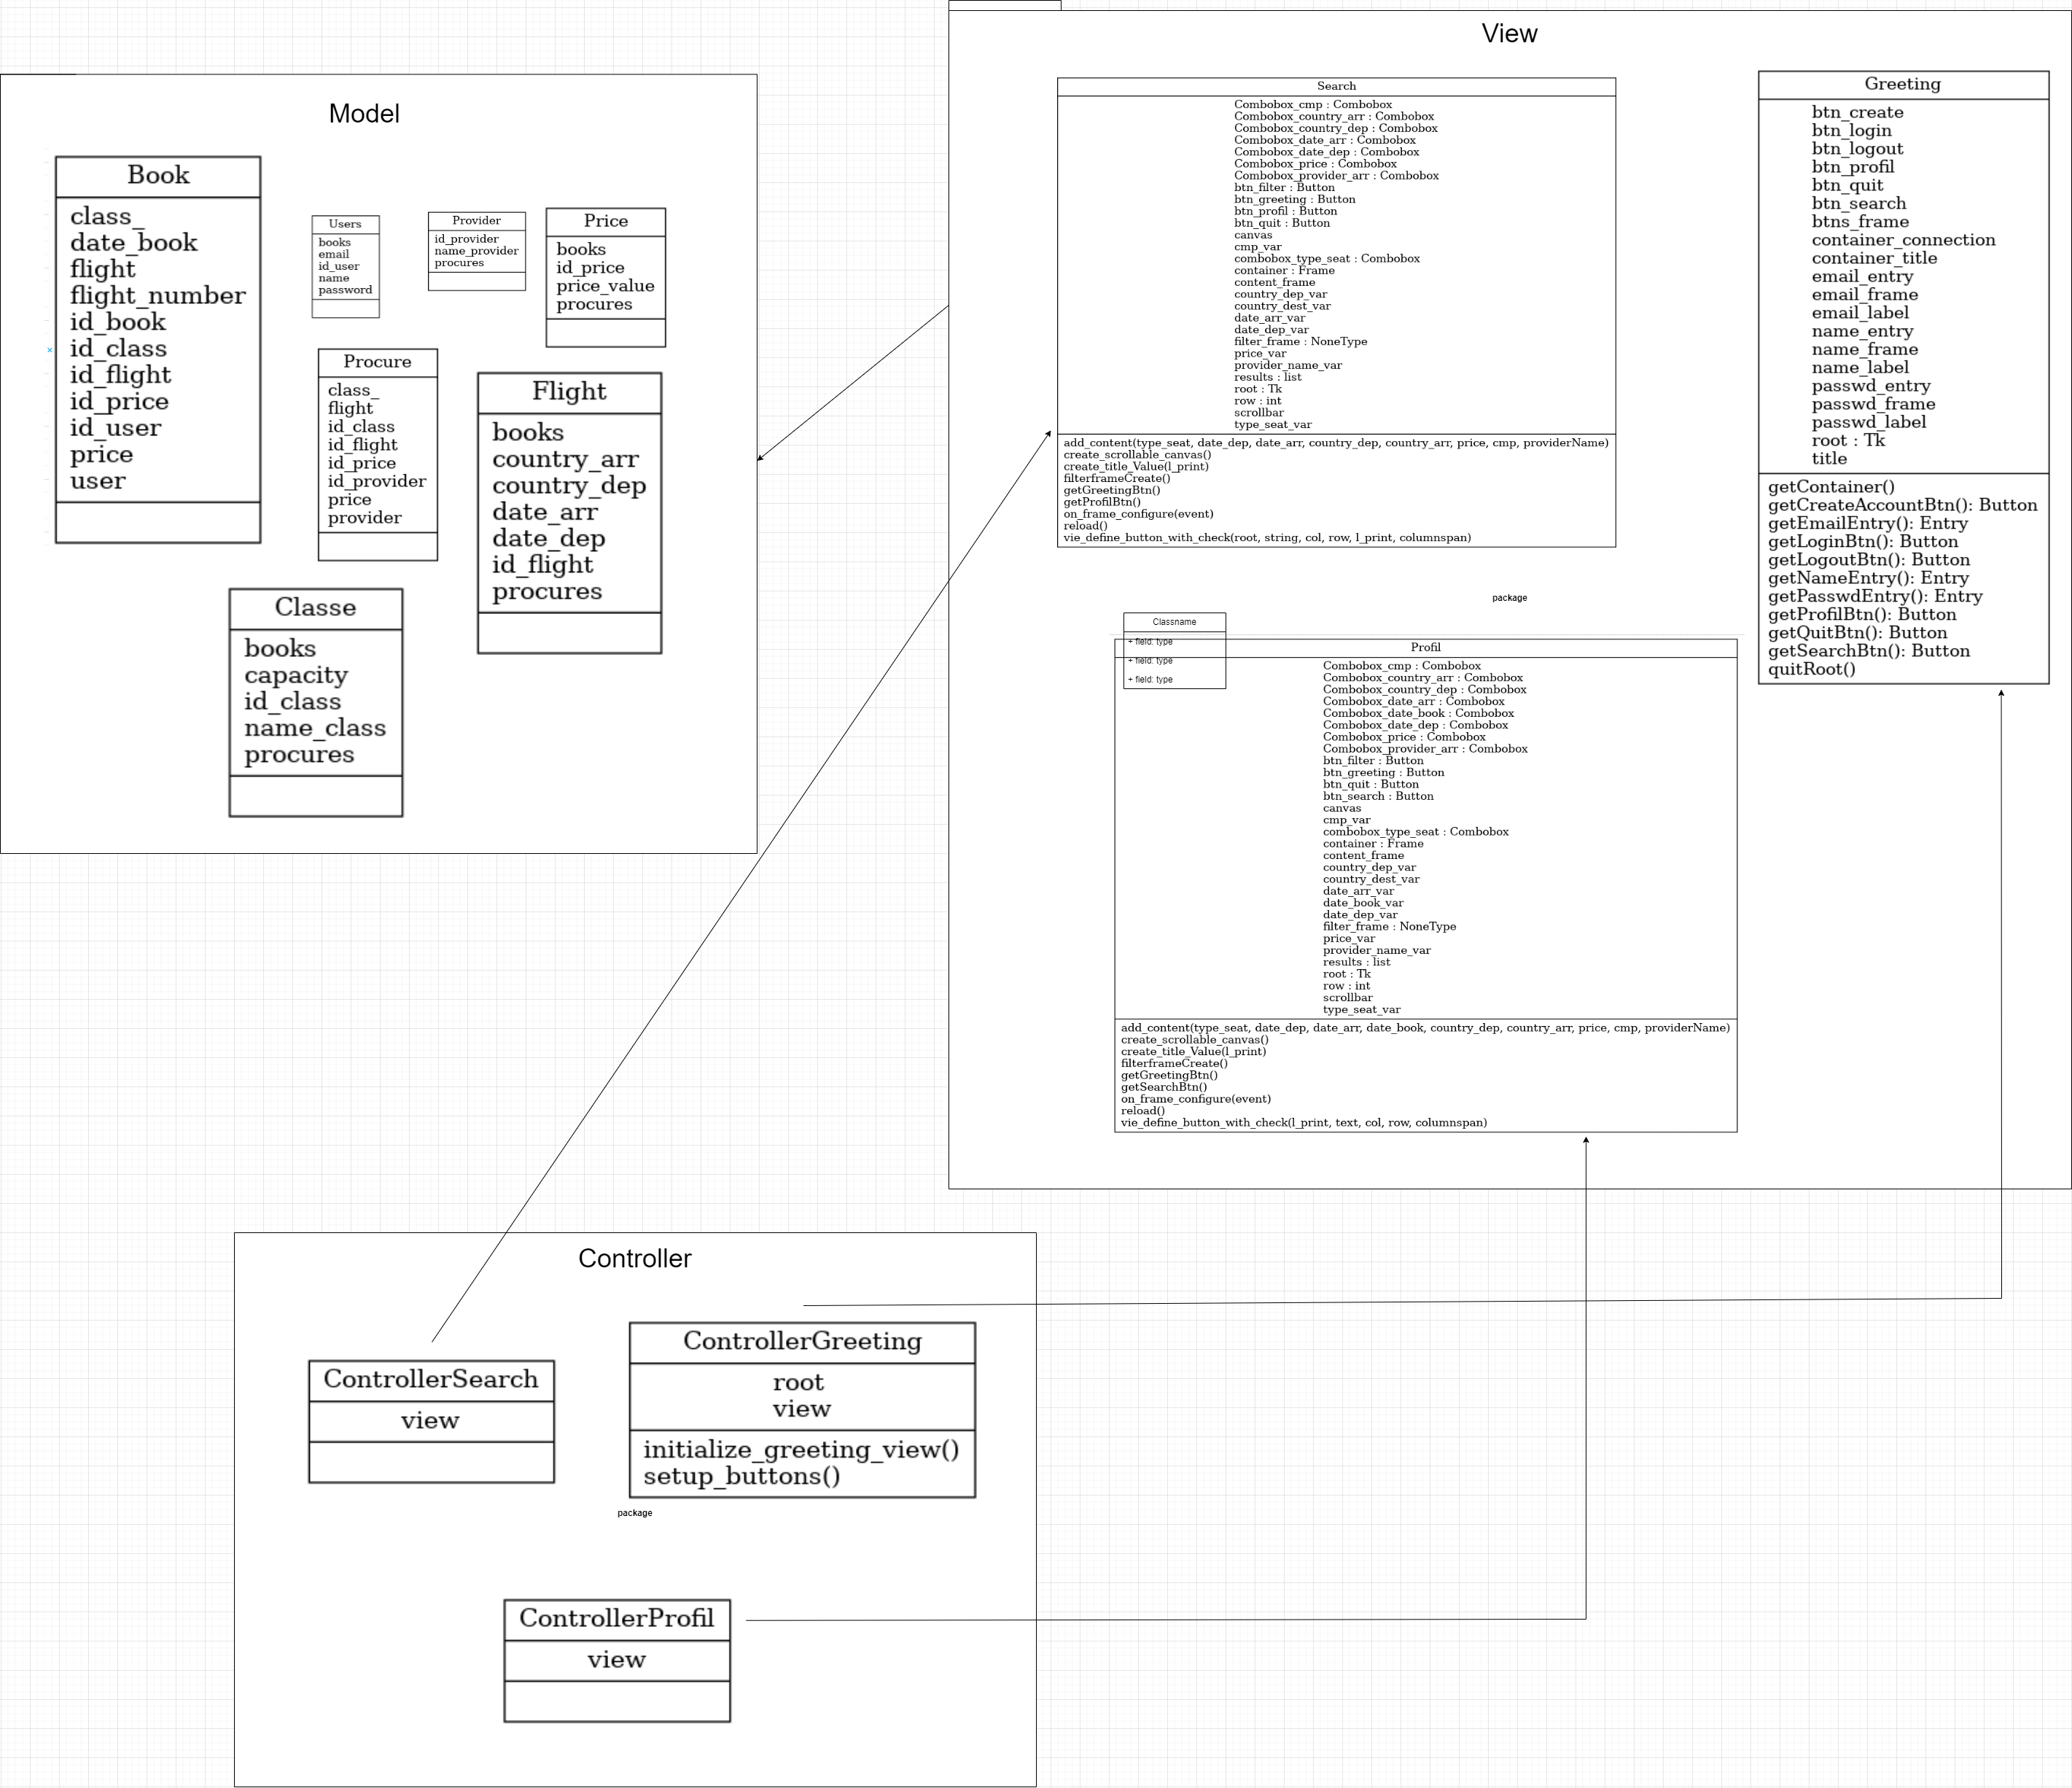 Model
Book
class_
date_book
flight
flight_number
id_book
id_class
id_flight
id_price
id_user
price
user
Users
books
email
id_user
name
password
Provider
id_provider
name_provider
procures
Price
books
id_price
price_value
procures
Procure
class_
flight
id_class
id_flight
id_price
id_provider
price
provider
Flight
books
country_arr
country_dep
date_arr
date_dep
id_flight
procures
Classe
books
capacity
id_class
name_class
procures
View
Search
Combobox_cmp : Combobox
Combobox_country_arr : Combobox
Combobox_country_dep : Combobox
Combobox_date_arr : Combobox
Combobox_date_dep : Combobox
Combobox_price : Combobox
Combobox_provider_arr : Combobox
btn_filter : Button
btn_greeting : Button
btn_profil : Button
btn_quit : Button
canvas
cmp_var
combobox_type_seat : Combobox
container : Frame
content_frame
country_dep_var
country_dest_var
date_arr_var
date_dep_var
filter_frame : NoneType
price_var
provider_name_var
results : list
root : Tk
row : int
scrollbar
type_seat_var
add_content(type_seat, date_dep, date_arr, country_dep, country_arr, price, cmp, providerName)
create_scrollable_canvas()
create_title_Value(l_print)
filterframeCreate()
getGreetingBtn()
getProfilBtn()
on_frame_configure(event)
reload()
vie_define_button_with_check(root, string, col, row, l_print, columnspan)
Greeting
btn_create
btn_login
btn_logout
btn_profil
btn_quit
btn_search
btns_frame
container_connection
container_title
email_entry
email_frame
email_label
name_entry
name_frame
name_label
passwd_entry
passwd_frame
passwd_label
root : Tk
title
getContainer()
getCreateAccountBtn(): Button
getEmailEntry(): Entry
getLoginBtn(): Button
getLogoutBtn(): Button
getNameEntry(): Entry
getPasswdEntry(): Entry
getProfilBtn(): Button
getQuitBtn(): Button
getSearchBtn(): Button
quitRoot()
package
Classname
+ field: type
+ field: type
+ field: type
Profil
Combobox_cmp : Combobox
Combobox_country_arr : Combobox
Combobox_country_dep : Combobox
Combobox_date_arr : Combobox
Combobox_date_book : Combobox
Combobox_date_dep : Combobox
Combobox_price : Combobox
Combobox_provider_arr : Combobox
btn_filter : Button
btn_greeting : Button
btn_quit : Button
btn_search : Button
canvas
cmp_var
combobox_type_seat : Combobox
container : Frame
content_frame
country_dep_var
country_dest_var
date_arr_var
date_book_var
date_dep_var
filter_frame : NoneType
price_var
provider_name_var
results : list
root : Tk
row : int
scrollbar
type_seat_var
add_content(type_seat, date_dep, date_arr, date_book, country_dep, country_arr, price, cmp, providerName)
create_scrollable_canvas()
create_title_Value(l_print)
filterframeCreate()
getGreetingBtn()
getSearchBtn()
on_frame_configure(event)
reload()
vie_define_button_with_check(l_print, text, col, row, columnspan)
Controller
ControllerSearch
view
ControllerGreeting
root
view
initialize_greeting_view()
setup_buttons()
package
ControllerProfil
view